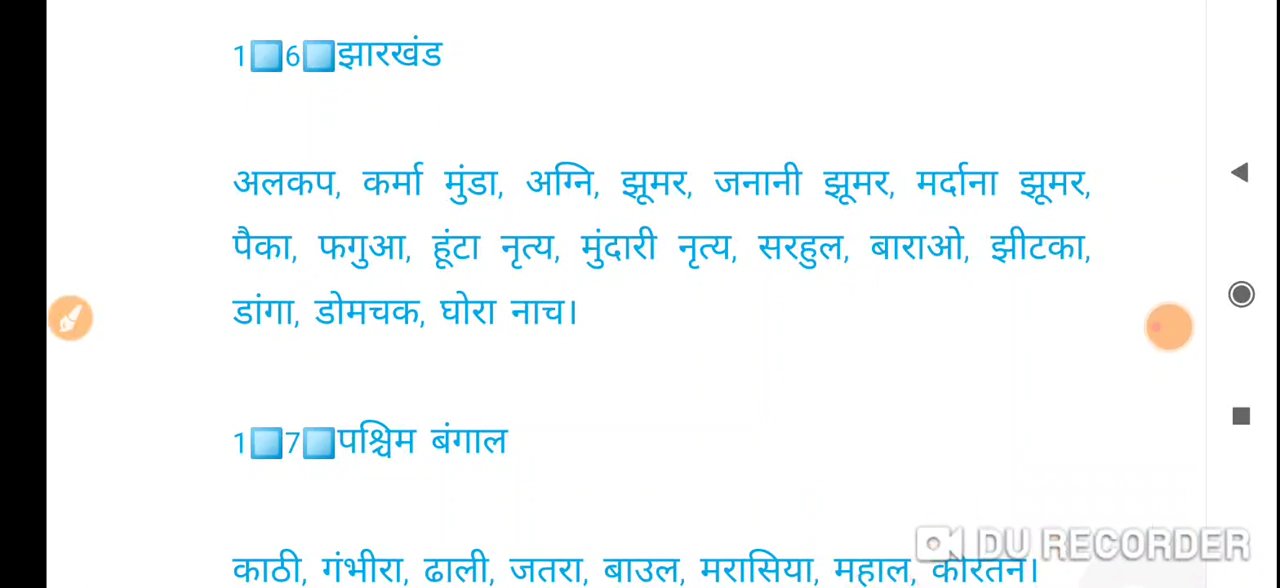 1🟦6🟦झारखंड
अलकप, कर्मा मुंडा, अग्नि, झूमर, जनानी झूमर, मर्दाना झूमर,
पैका, फगुआ, हूंटा नृत्य, मुंदारी नृत्य, सरहुल, बाराओ, झीटका,
डांगा, डोमचक, घोरा नाच।
1🟦7🟦पश्चिम बंगाल
काठी, गंभीरा, ढाली, जतरा, बाउल, मरासिया, महाल, कीरतन।
DU RECORDER